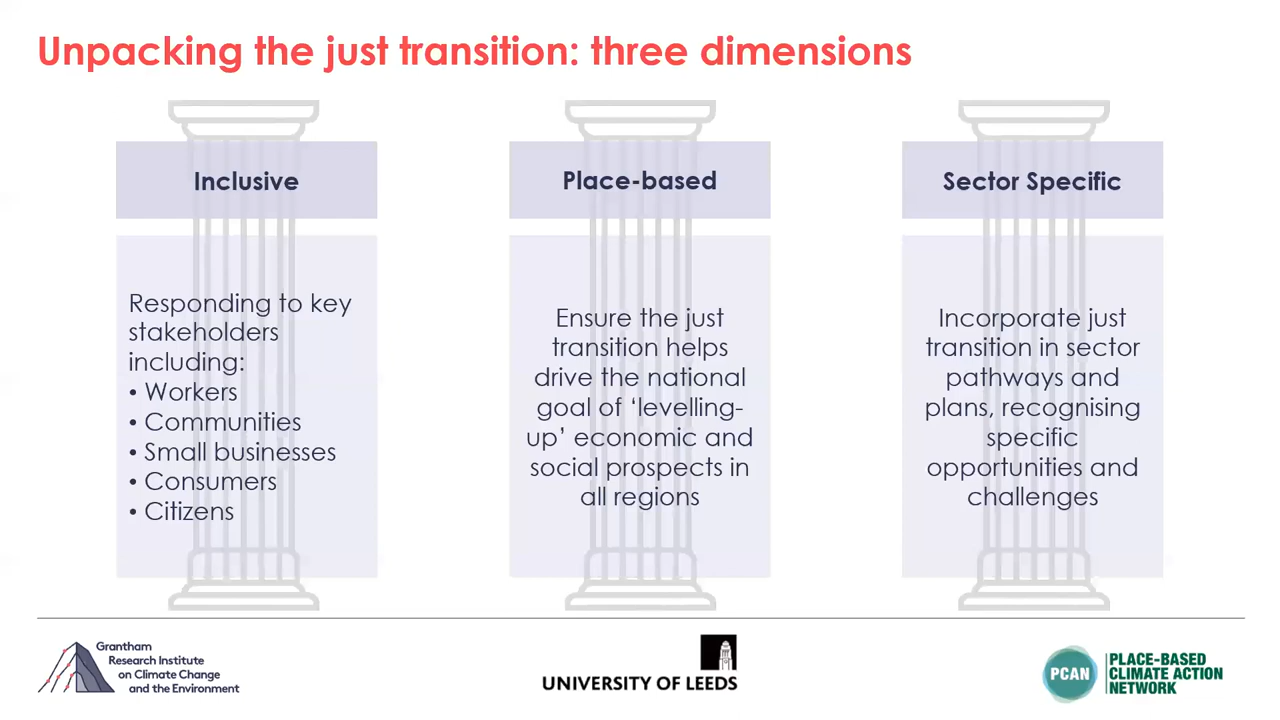 Unpacking the just transition: three dimensions
Inclusive
Responding to key
stakeholders
including:
• Workers
• Communities
• Small businesses
• Consumers
• Citizens
Place-based
Ensure the just
transition helps
drive the national
goal of ‘levelling-
up’ economic and
social prospects in
all regions
Sector Specific
Incorporate just
transition in sector
pathways and
plans, recognising
specific
opportunities and
challenges
Grantham
Research Institute
on Climate Change
and the Environment
UNIVERSITY OF LEEDS
PCAN
PLACE-BASED
CLIMATE ACTION
NETWORK